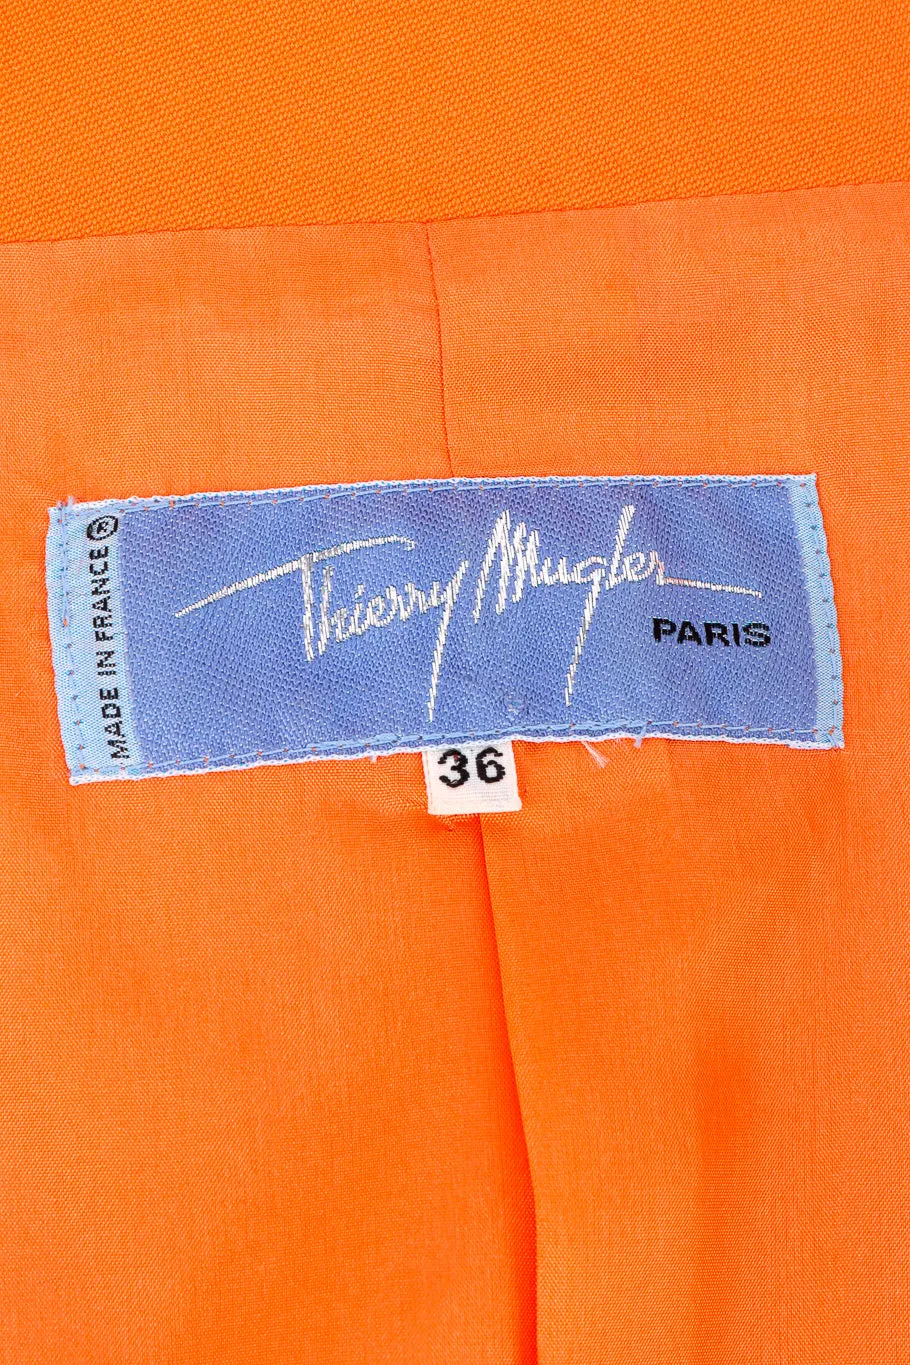 Thierry Mugler
PARIS
MADE IN FRANCE ®
36